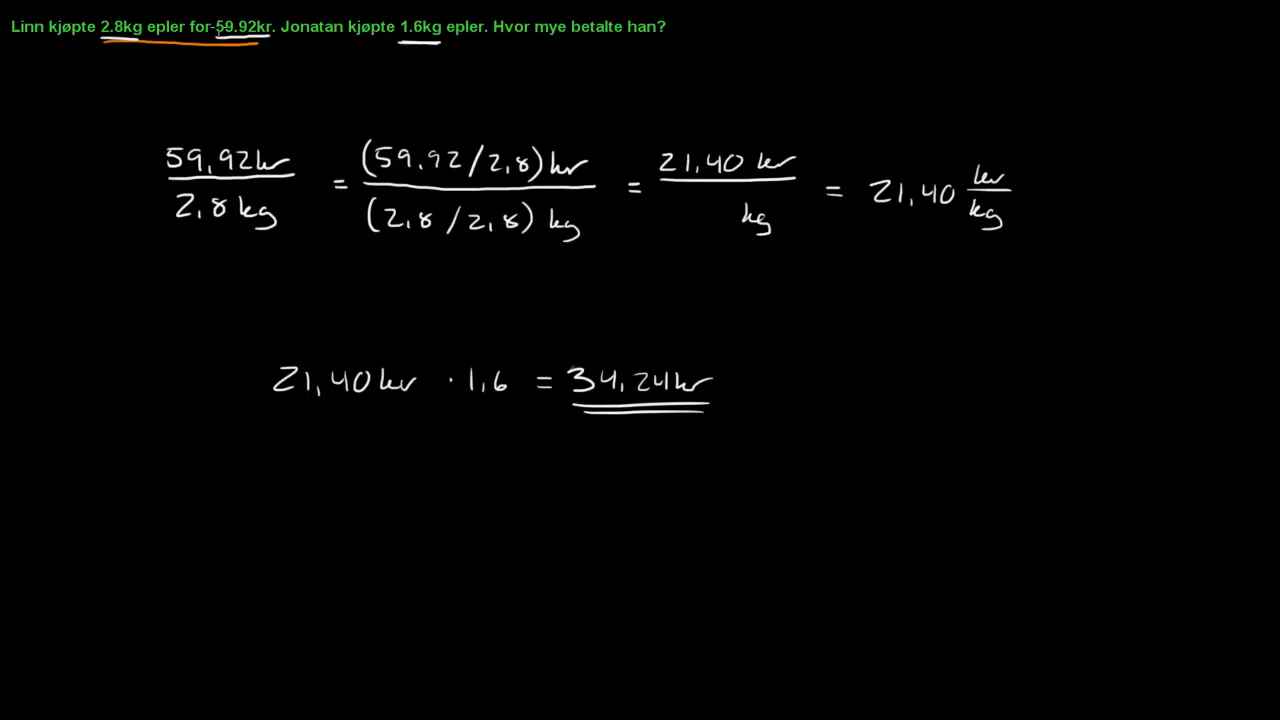 Linn kjøpte 2.8kg epler for 59.92kr. Jonatan kjøpte 1.6kg epler. Hvor mye betalte han?
59,92kr / 2,8kg = (59.92/2,8)kr / (2,8/2,8)kg = 21,40 kr / kg = 21,40 kr/kg
21,40kr · 1,6 = 34,24kr